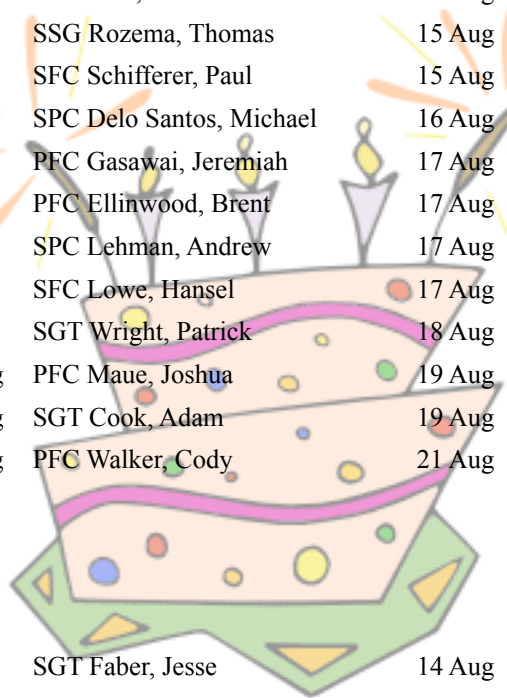 SSG Rozema, Thomas 15 Aug
SFC Schifferer, Paul 15 Aug
SPC Delo Santos, Michael 16 Aug
PFC Gasawai, Jeremiah 17 Aug
PFC Ellinwood, Brent 17 Aug
SPC Lehman, Andrew 17 Aug
SFC Lowe, Hansel 17 Aug
SGT Wright, Patrick 18 Aug
PFC Maue, Joshua 19 Aug
SGT Cook, Adam 19 Aug
PFC Walker, Cody 21 Aug
SGT Faber, Jesse 14 Aug